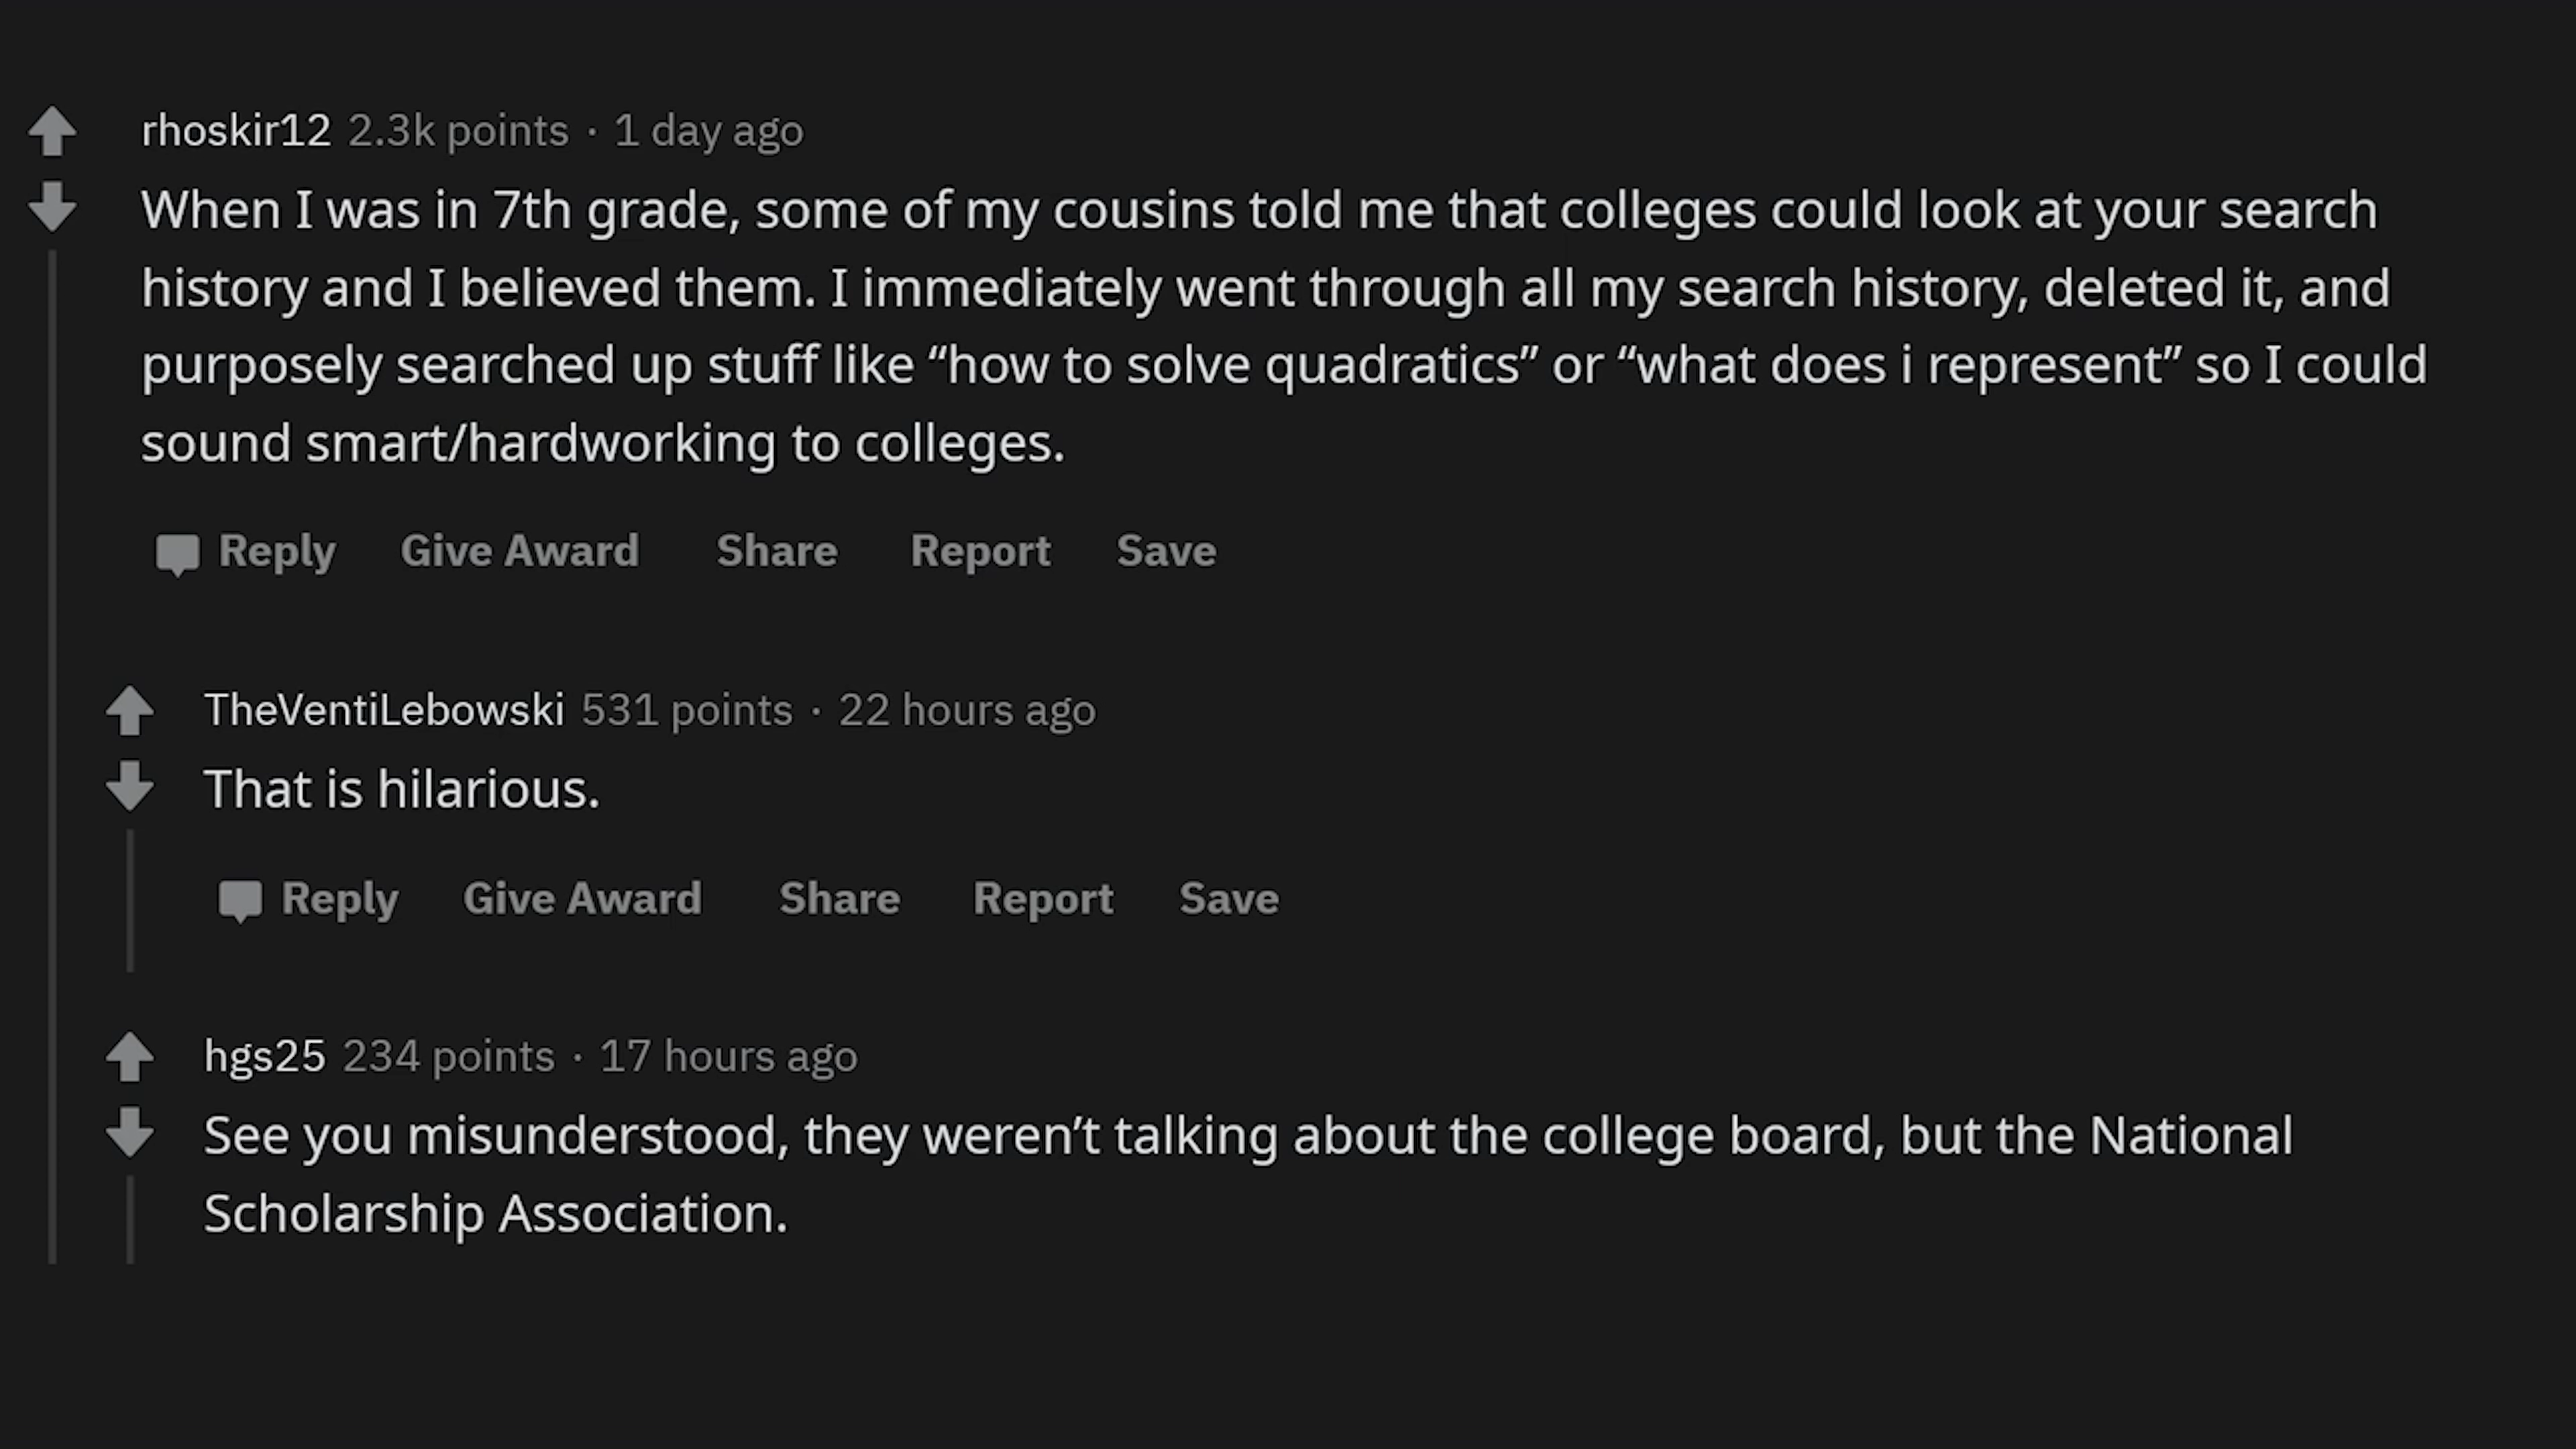 rhoskir12 2.3k points · 1 day ago
When I was in 7th grade, some of my cousins told me that colleges could look at your search
history and I believed them. I immediately went through all my search history, deleted it, and
purposely searched up stuff like “how to solve quadratics” or “what does i represent” so I could
sound smart/hardworking to colleges.
Reply Give Award Share Report Save
TheVentiLebowski 531 points · 22 hours ago
That is hilarious.
Reply Give Award Share Report Save
hgs25 234 points · 17 hours ago
See you misunderstood, they weren’t talking about the college board, but the National
Scholarship Association.